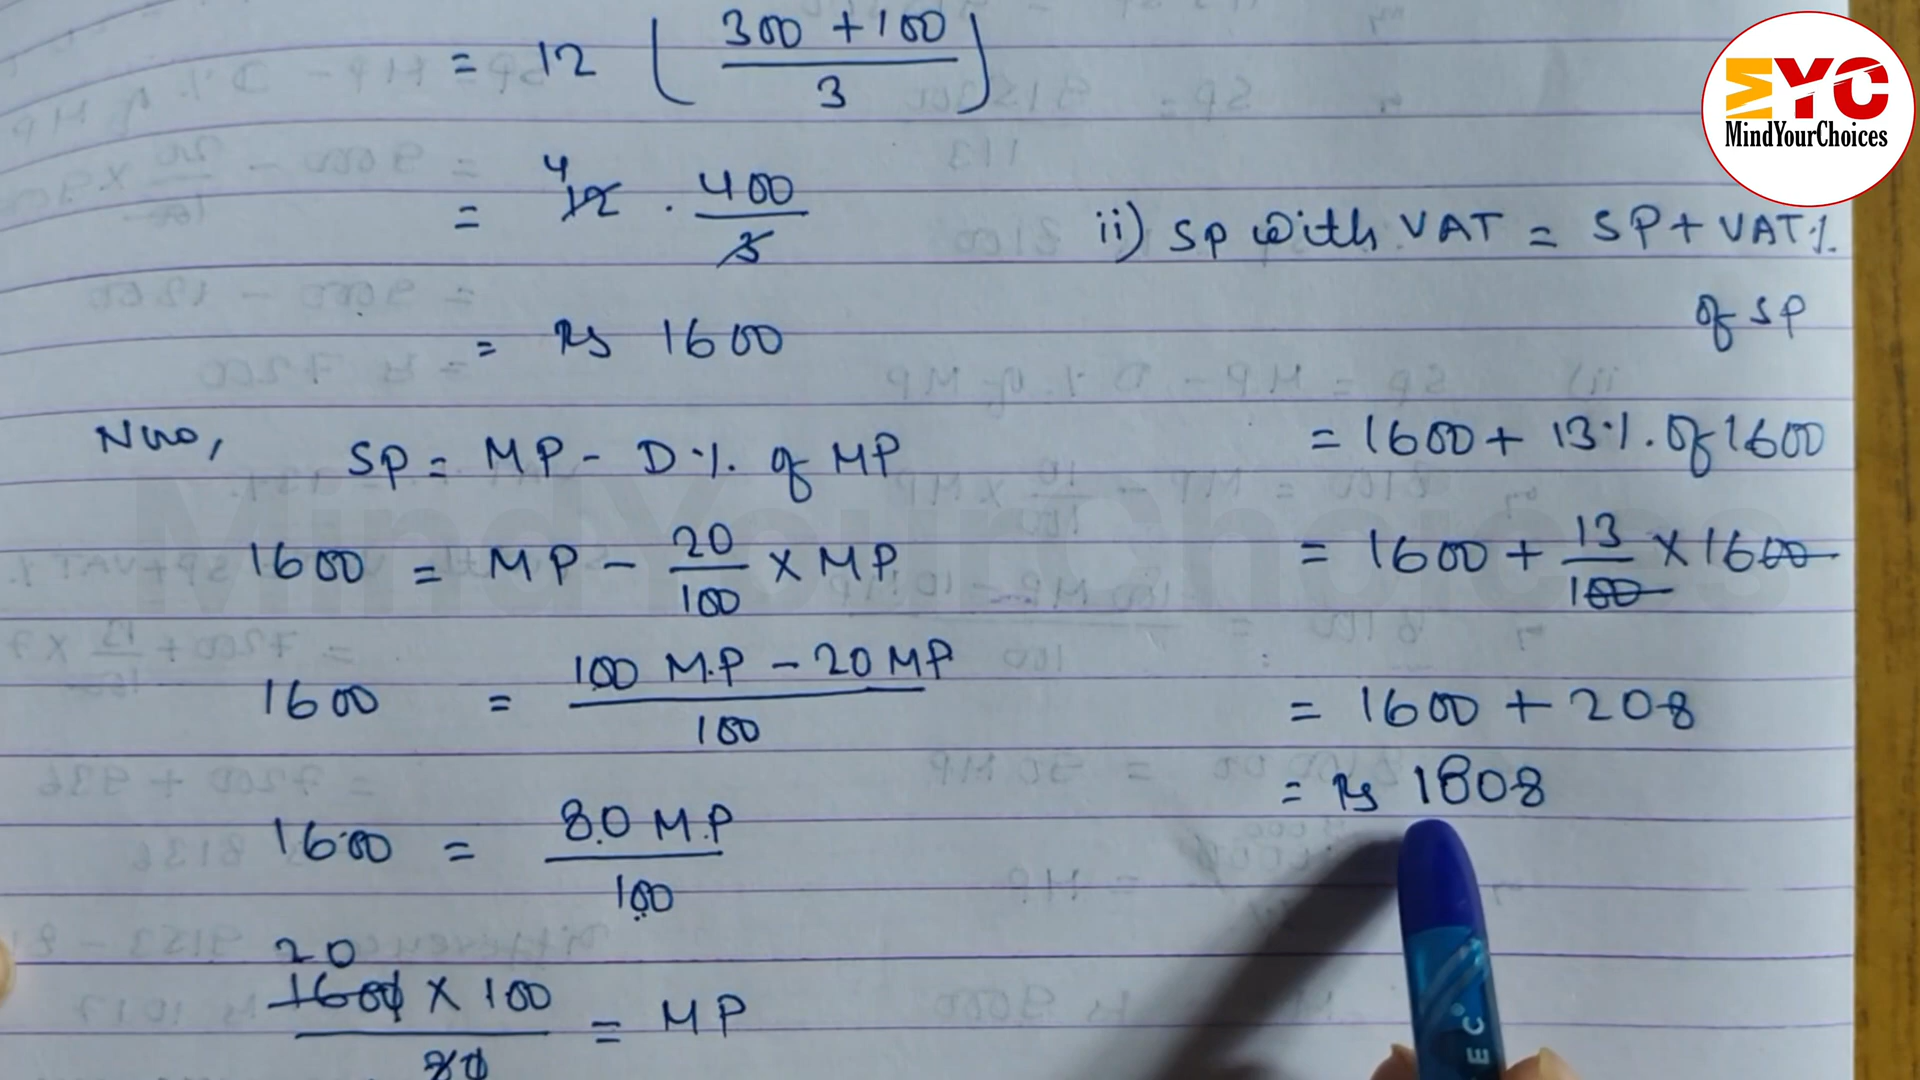 = 12 ( 300 + 100 / 3 )
= 4 12 . 400 / 3
= Rs 1600
Now, SP = MP - D%. of MP
1600 = MP - 20/100 × MP
1600 = 100 M.P - 20 MP / 100
1600 = 80 M.P / 100
20
1600 × 100 / 80 = MP
ii) SP with VAT = SP + VAT%.
of SP
= 1600 + 13%. of 1600
= 1600 + 13/100 × 1600
= 1600 + 208
= Rs 1808
MYC
MindYourChoices
MindYourChoices